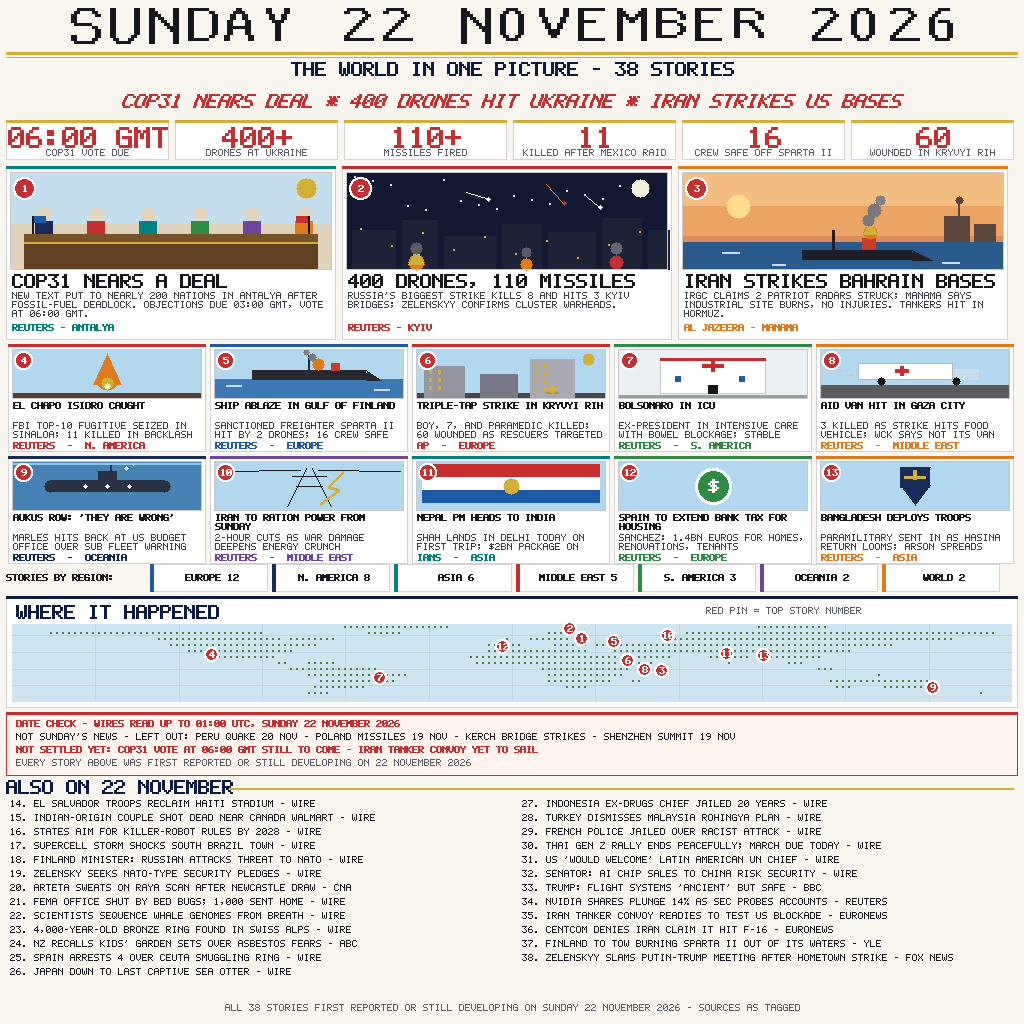 SUNDAY 22 NOVEMBER 2026
THE WORLD IN ONE PICTURE - 38 STORIES
COP31 NEARS DEAL * 400 DRONES HIT UKRAINE * IRAN STRIKES US BASES
06:00 GMT
COP31 VOTE DUE
400+
DRONES AT UKRAINE
110+
MISSILES FIRED
11
KILLED AFTER MEXICO RAID
16
CREW SAFE OFF SPARTA II
60
WOUNDED IN KRYVYI RIH
1
COP31 NEARS A DEAL
NEW TEXT PUT TO NEARLY 200 NATIONS IN ANTALYA AFTER
FOSSIL-FUEL DEADLOCK. OBJECTIONS DUE 03:00 GMT, VOTE
AT 06:00 GMT.
REUTERS - ANTALYA
2
400 DRONES, 110 MISSILES
RUSSIA'S BIGGEST STRIKE KILLS 8 AND HITS 3 KYIV
BRIDGES; ZELENSKYY CONFIRMS CLUSTER WARHEADS.
REUTERS - KYIV
3
IRAN STRIKES BAHRAIN BASES
IRGC CLAIMS 2 PATRIOT RADARS STRUCK; MANAMA SAYS
INDUSTRIAL SITE BURNS, NO INJURIES. TANKERS HIT IN
HORMUZ.
AL JAZEERA - MANAMA
4
EL CHAPO ISIDRO CAUGHT
FBI TOP-10 FUGITIVE SEIZED IN
SINALOA; 11 KILLED IN BACKLASH
REUTERS - N. AMERICA
5
SHIP ABLAZE IN GULF OF FINLAND
SANCTIONED FREIGHTER SPARTA II
HIT BY 2 DRONES; 16 CREW SAFE
REUTERS - EUROPE
6
TRIPLE-TAP STRIKE IN KRYVYI RIH
BOY, 7, AND PARAMEDIC KILLED;
60 WOUNDED AS RESCUERS TARGETED
AP - EUROPE
7
BOLSONARO IN ICU
EX-PRESIDENT IN INTENSIVE CARE
WITH BOWEL BLOCKAGE; STABLE
REUTERS - S. AMERICA
8
AID VAN HIT IN GAZA CITY
3 KILLED AS STRIKE HITS FOOD
VEHICLE; WCK SAYS NOT ITS VAN
REUTERS - MIDDLE EAST
9
AUKUS ROW: 'THEY ARE WRONG'
MARLES HITS BACK AT US BUDGET
OFFICE OVER SUB FLEET WARNING
REUTERS - OCEANIA
10
IRAN TO RATION POWER FROM
SUNDAY
2-HOUR CUTS AS WAR DAMAGE
DEEPENS ENERGY CRUNCH
REUTERS - MIDDLE EAST
11
NEPAL PM HEADS TO INDIA
SHAH LANDS IN DELHI TODAY ON
FIRST TRIP; $2BN PACKAGE ON
IANS - ASIA
12
$
SPAIN TO EXTEND BANK TAX FOR
HOUSING
SANCHEZ: 1.4BN EUROS FOR HOMES,
RENOVATIONS, TENANTS
REUTERS - EUROPE
13
BANGLADESH DEPLOYS TROOPS
PARAMILITARY SENT IN AS HASINA
RETURN LOOMS; ARSON SPREADS
REUTERS - ASIA
STORIES BY REGION:
EUROPE 12
N. AMERICA 8
ASIA 6
MIDDLE EAST 5
S. AMERICA 3
OCEANIA 2
WORLD 2
WHERE IT HAPPENED
RED PIN = TOP STORY NUMBER
2
1
5
10
12
4
6
11
13
8
3
7
9
DATE CHECK - WIRES READ UP TO 01:00 UTC, SUNDAY 22 NOVEMBER 2026
NOT SUNDAY'S NEWS - LEFT OUT: PERU QUAKE 20 NOV - POLAND MISSILES 19 NOV - KERCH BRIDGE STRIKES - SHENZHEN SUMMIT 19 NOV
NOT SETTLED YET: COP31 VOTE AT 06:00 GMT STILL TO COME - IRAN TANKER CONVOY YET TO SAIL
EVERY STORY ABOVE WAS FIRST REPORTED OR STILL DEVELOPING ON 22 NOVEMBER 2026
ALSO ON 22 NOVEMBER
14. EL SALVADOR TROOPS RECLAIM HAITI STADIUM - WIRE
15. INDIAN-ORIGIN COUPLE SHOT DEAD NEAR CANADA WALMART - WIRE
16. STATES AIM FOR KILLER-ROBOT RULES BY 2028 - WIRE
17. SUPERCELL STORM SHOCKS SOUTH BRAZIL TOWN - WIRE
18. FINLAND MINISTER: RUSSIAN ATTACKS THREAT TO NATO - WIRE
19. ZELENSKY SEEKS NATO-TYPE SECURITY PLEDGES - WIRE
20. ARTETA SWEATS ON RAYA SCAN AFTER NEWCASTLE DRAW - CNA
21. FEMA OFFICE SHUT BY BED BUGS; 1,000 SENT HOME - WIRE
22. SCIENTISTS SEQUENCE WHALE GENOMES FROM BREATH - WIRE
23. 4,000-YEAR-OLD BRONZE RING FOUND IN SWISS ALPS - WIRE
24. NZ RECALLS KIDS' GARDEN SETS OVER ASBESTOS FEARS - ABC
25. SPAIN ARRESTS 4 OVER CEUTA SMUGGLING RING - WIRE
26. JAPAN DOWN TO LAST CAPTIVE SEA OTTER - WIRE
27. INDONESIA EX-DRUGS CHIEF JAILED 20 YEARS - WIRE
28. TURKEY DISMISSES MALAYSIA ROHINGYA PLAN - WIRE
29. FRENCH POLICE JAILED OVER RACIST ATTACK - WIRE
30. THAI GEN Z RALLY ENDS PEACEFULLY; MARCH DUE TODAY - WIRE
31. US 'WOULD WELCOME' LATIN AMERICAN UN CHIEF - WIRE
32. SENATOR: AI CHIP SALES TO CHINA RISK SECURITY - WIRE
33. TRUMP: FLIGHT SYSTEMS 'ANCIENT' BUT SAFE - BBC
34. NVIDIA SHARES PLUNGE 14% AS SEC PROBES ACCOUNTS - REUTERS
35. IRAN TANKER CONVOY READIES TO TEST US BLOCKADE - EURONEWS
36. CENTCOM DENIES IRAN CLAIM IT HIT F-16 - EURONEWS
37. FINLAND TO TOW BURNING SPARTA II OUT OF ITS WATERS - YLE
38. ZELENSKYY SLAMS PUTIN-TRUMP MEETING AFTER HOMETOWN STRIKE - FOX NEWS
ALL 38 STORIES FIRST REPORTED OR STILL DEVELOPING ON SUNDAY 22 NOVEMBER 2026 - SOURCES AS TAGGED